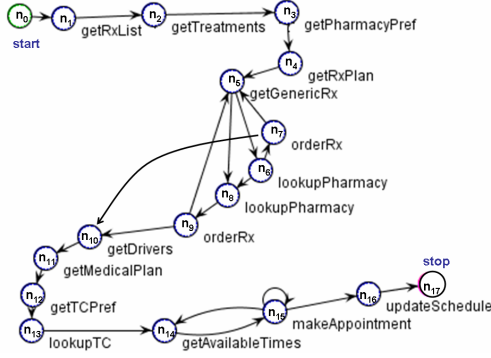 n0
start
n1
getRxList
n2
getTreatments
n3
getPharmacyPref
n4
getRxPlan
n5
getGenericRx
n7
orderRx
n6
lookupPharmacy
n8
lookupPharmacy
n9
orderRx
n10
getDrivers
n11
getMedicalPlan
n12
getTCPref
n13
lookupTC
n14
getAvailableTimes
n15
makeAppointment
n16
updateSchedule
stop
n17